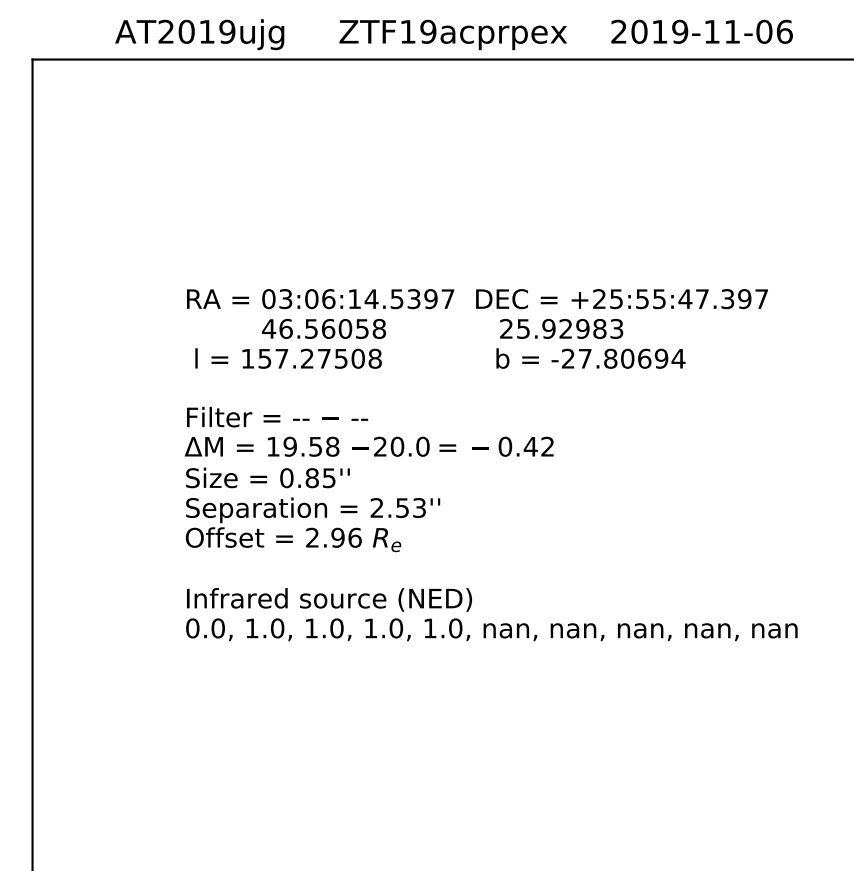 AT2019ujg ZTF19acprpex 2019-11-06
RA = 03:06:14.5397 DEC = +25:55:47.397
46.56058 25.92983
l = 157.27508 b = -27.80694
Filter = -- − --
ΔM = 19.58 −20.0 = − 0.42
Size = 0.85''
Separation = 2.53''
Offset = 2.96 Rₑ
Infrared source (NED)
0.0, 1.0, 1.0, 1.0, 1.0, nan, nan, nan, nan, nan